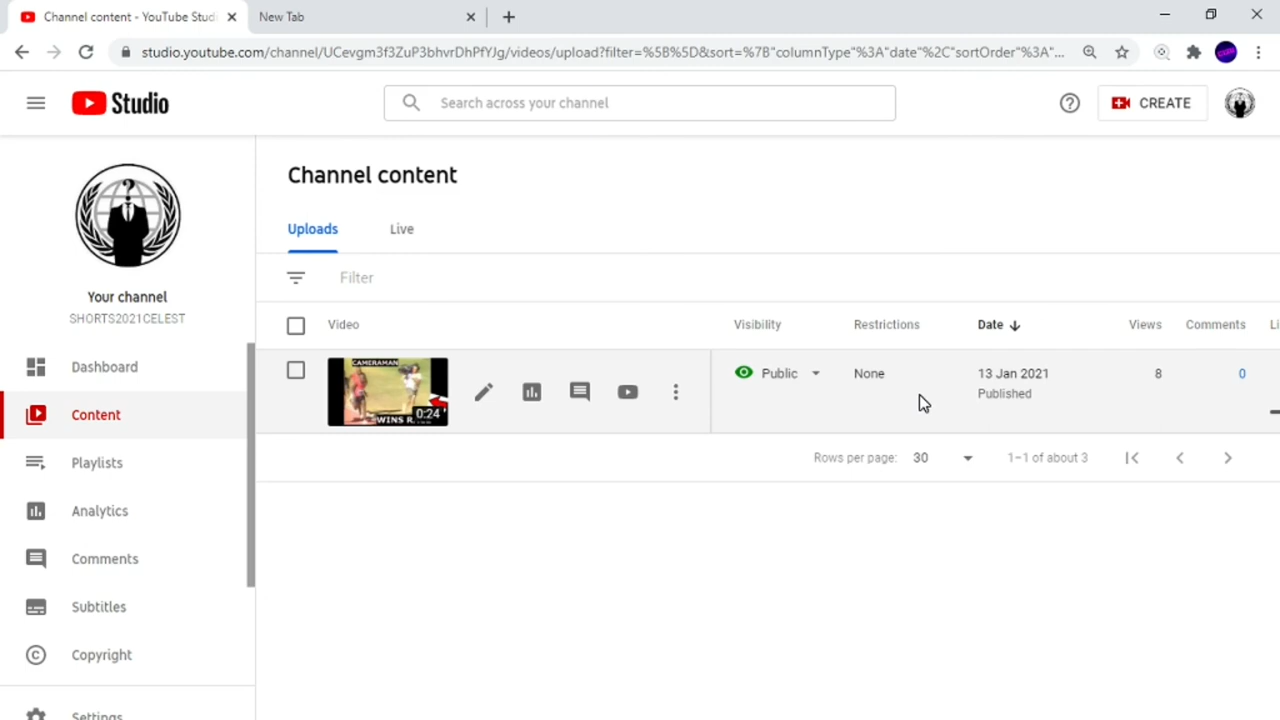 Channel content - YouTube Studi
New Tab
studio.youtube.com/channel/UCevgm3f3ZuP3bhvrDhPfYJg/videos/upload?filter=%5B%5D&sort=%7B"columnType"%3A"date"%2C"sortOrder"%3A"...
Studio
Search across your channel
CREATE
Channel content
Uploads
Live
Filter
Your channel
SHORTS2021CELEST
Video
Visibility
Restrictions
Date
Views
Comments
Li
CAMERAMAN
WINS R.
0:24
Public
None
13 Jan 2021
Published
8
0
Rows per page:
30
1–1 of about 3
Dashboard
Content
Playlists
Analytics
Comments
Subtitles
Copyright
Settings